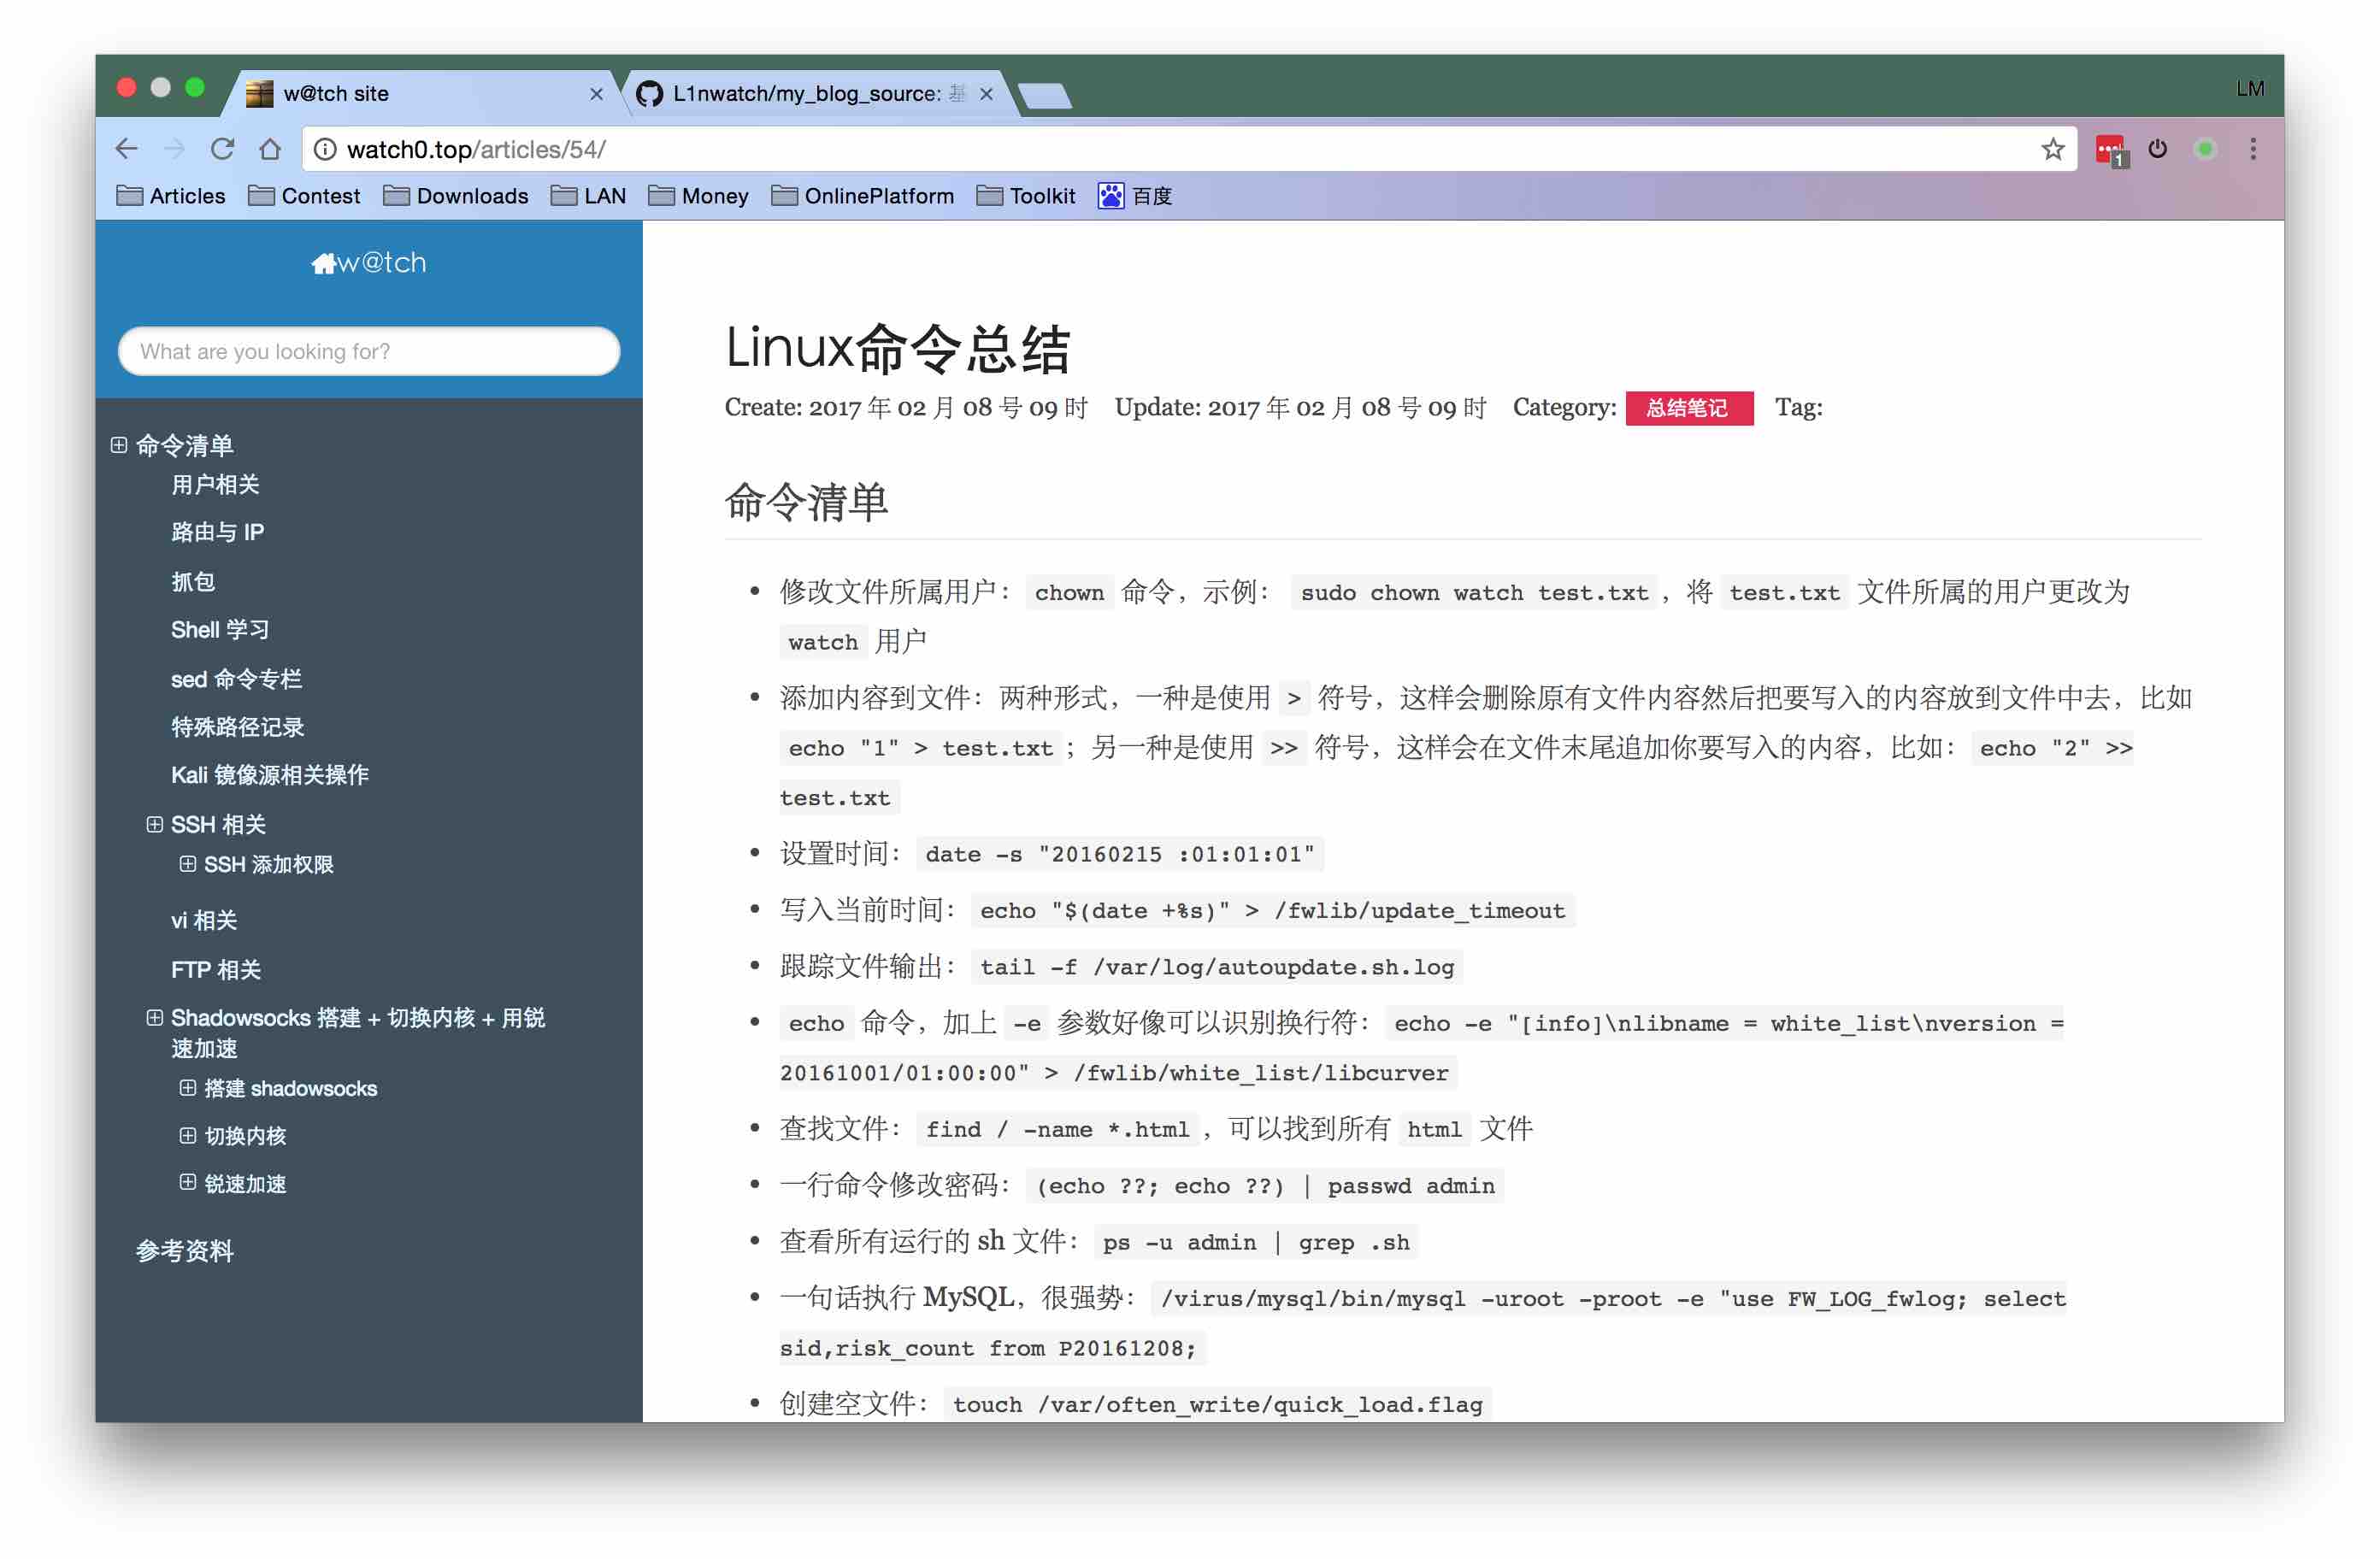 w@tch site
L1nwatch/my_blog_source: 基
LM
watch0.top/articles/54/
1
Articles Contest Downloads LAN Money OnlinePlatform Toolkit 百度
w@tch
What are you looking for?
命令清单
用户相关
路由与 IP
抓包
Shell 学习
sed 命令专栏
特殊路径记录
Kali 镜像源相关操作
SSH 相关
SSH 添加权限
vi 相关
FTP 相关
Shadowsocks 搭建 + 切换内核 + 用锐
速加速
搭建 shadowsocks
切换内核
锐速加速
参考资料
Linux命令总结
Create: 2017 年 02 月 08 号 09 时 Update: 2017 年 02 月 08 号 09 时 Category: 总结笔记 Tag:
命令清单
• 修改文件所属用户： chown 命令，示例： sudo chown watch test.txt ，将 test.txt 文件所属的用户更改为
watch 用户
• 添加内容到文件：两种形式，一种是使用 > 符号，这样会删除原有文件内容然后把要写入的内容放到文件中去，比如
echo "1" > test.txt ；另一种是使用 >> 符号，这样会在文件末尾追加你要写入的内容，比如： echo "2" >>
test.txt
• 设置时间： date -s "20160215 :01:01:01"
• 写入当前时间： echo "$(date +%s)" > /fwlib/update_timeout
• 跟踪文件输出： tail -f /var/log/autoupdate.sh.log
• echo 命令，加上 -e 参数好像可以识别换行符： echo -e "[info]\nlibname = white_list\nversion =
20161001/01:00:00" > /fwlib/white_list/libcurver
• 查找文件： find / -name *.html ，可以找到所有 html 文件
• 一行命令修改密码： (echo ??; echo ??) | passwd admin
• 查看所有运行的 sh 文件： ps -u admin | grep .sh
• 一句话执行 MySQL，很强势： /virus/mysql/bin/mysql -uroot -proot -e "use FW_LOG_fwlog; select
sid,risk_count from P20161208;
• 创建空文件： touch /var/often_write/quick_load.flag